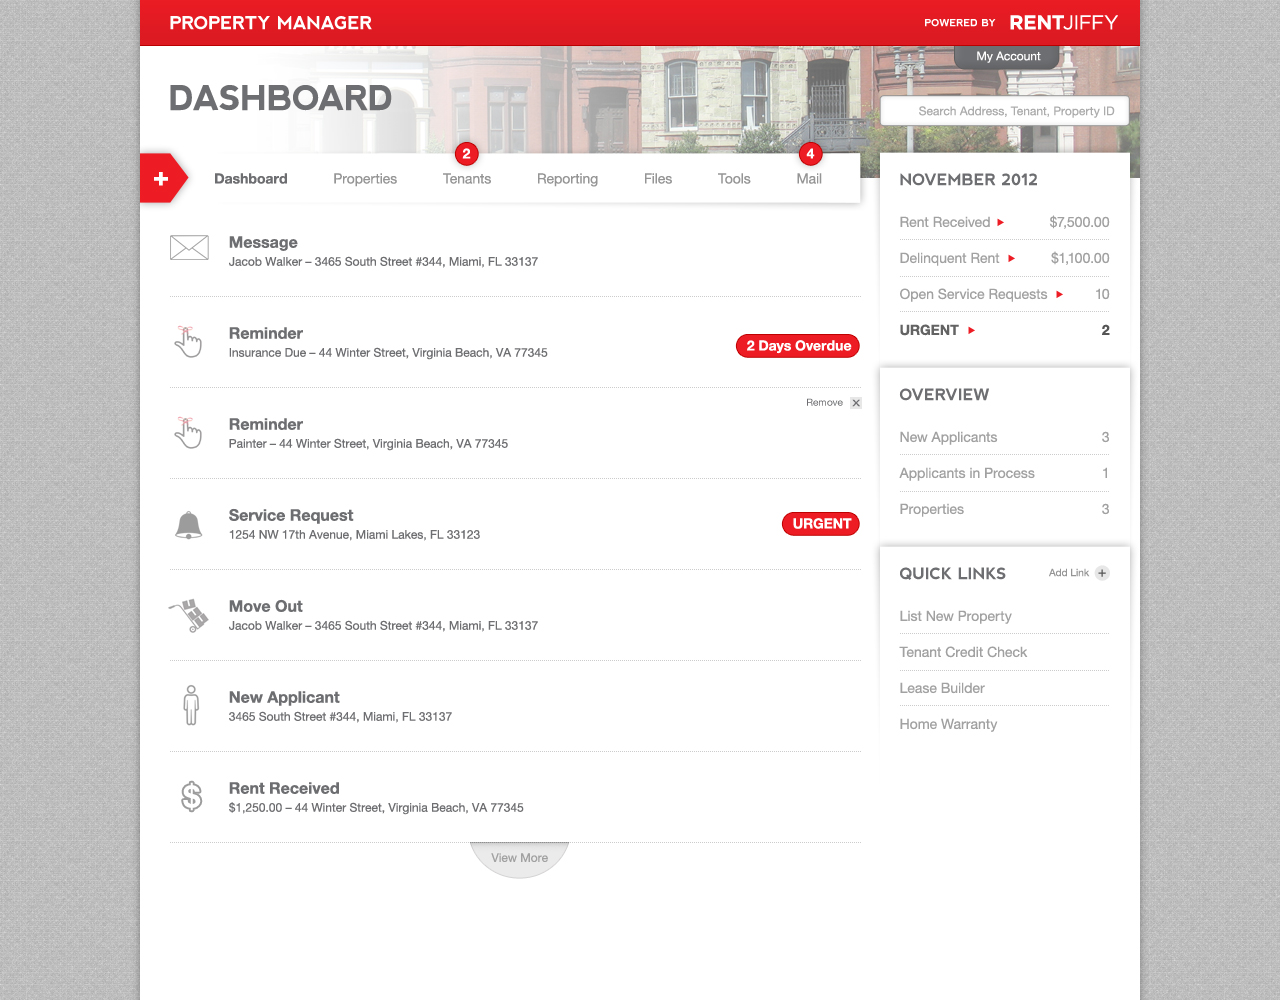 PROPERTY MANAGER
POWERED BY RENTJIFFY
My Account
DASHBOARD
Search Address, Tenant, Property ID
2
4
Dashboard Properties Tenants Reporting Files Tools Mail
Message
Jacob Walker – 3465 South Street #344, Miami, FL 33137
Reminder
Insurance Due – 44 Winter Street, Virginia Beach, VA 77345
2 Days Overdue
Remove
Reminder
Painter – 44 Winter Street, Virginia Beach, VA 77345
Service Request
1254 NW 17th Avenue, Miami Lakes, FL 33123
URGENT
Move Out
Jacob Walker – 3465 South Street #344, Miami, FL 33137
New Applicant
3465 South Street #344, Miami, FL 33137
Rent Received
$1,250.00 – 44 Winter Street, Virginia Beach, VA 77345
View More
NOVEMBER 2012
Rent Received $7,500.00
Delinquent Rent $1,100.00
Open Service Requests 10
URGENT 2
OVERVIEW
New Applicants 3
Applicants in Process 1
Properties 3
QUICK LINKS
Add Link
List New Property
Tenant Credit Check
Lease Builder
Home Warranty